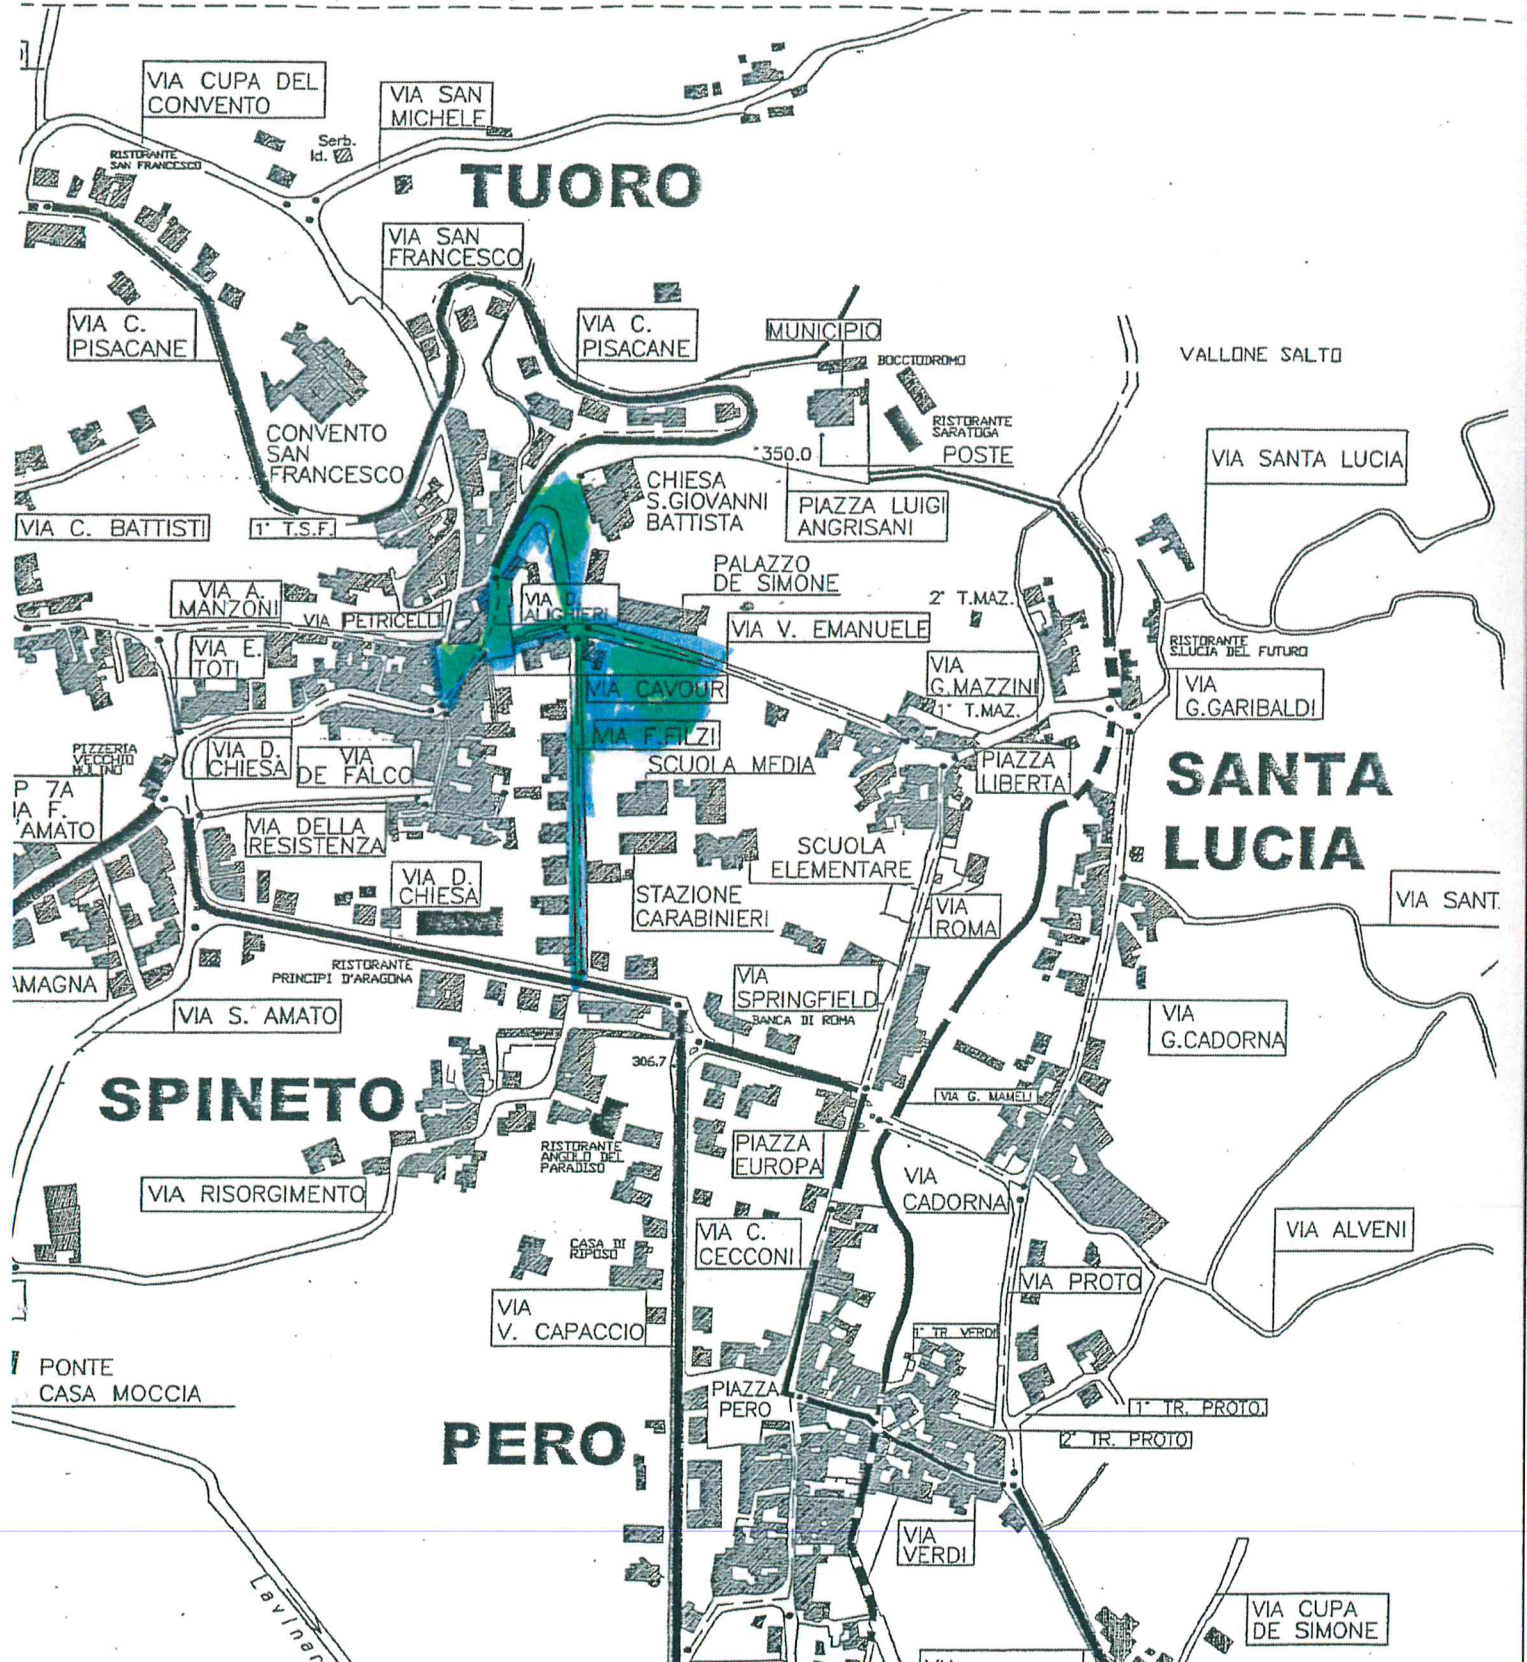 VIA CUPA DEL
CONVENTO
VIA SAN
MICHELE
Serb.
Id.
RISTORANTE
SAN FRANCESCO
TUORO
VIA SAN
FRANCESCO
VIA C.
PISACANE
VIA C.
PISACANE
MUNICIPIO
BOCCIODROMO
VALLONE SALTO
RISTORANTE
SARATOGA
POSTE
350.0
CONVENTO
SAN
FRANCESCO
CHIESA
S.GIOVANNI
BATTISTA
PIAZZA LUIGI
ANGRISANI
VIA SANTA LUCIA
VIA C. BATTISTI
1° T.S.F.
PALAZZO
DE SIMONE
VIA A.
MANZONI
VIA PETRICELLI
VIA D.
ALIGHIERI
2° T.MAZ.
VIA V. EMANUELE
RISTORANTE
S.LUCIA DEL FUTURO
VIA E.
TOTI
VIA
G.MAZZINI
1° T.MAZ.
VIA CAVOUR
VIA
G.GARIBALDI
VIA F.FILZI
PIZZERIA
VECCHIO
MULINO
VIA D.
CHIESA
VIA
DE FALCO
SCUOLA MEDIA
PIAZZA
LIBERTA'
SANTA
LUCIA
P 7A
IA F.
'AMATO
VIA DELLA
RESISTENZA
SCUOLA
ELEMENTARE
VIA D.
CHIESA
STAZIONE
CARABINIERI
VIA
ROMA
VIA SANT.
RISTORANTE
PRINCIPI D'ARAGONA
AMAGNA
VIA S. AMATO
VIA
SPRINGFIELD
BANCA DI ROMA
VIA
G.CADORNA
306.7
SPINETO
VIA G. MAMELI
RISTORANTE
ANGOLO DEL
PARADISO
PIAZZA
EUROPA
VIA RISORGIMENTO
VIA
CADORNA
VIA C.
CECCONI
VIA ALVENI
CASA DI
RIPOSO
VIA PROTO
VIA
V. CAPACCIO
1° TR. VERDI
PONTE
CASA MOCCIA
PIAZZA
PERO
1° TR. PROTO.
2° TR. PROTO
PERO
VIA
VERDI
Lavinar
VIA CUPA
DE SIMONE